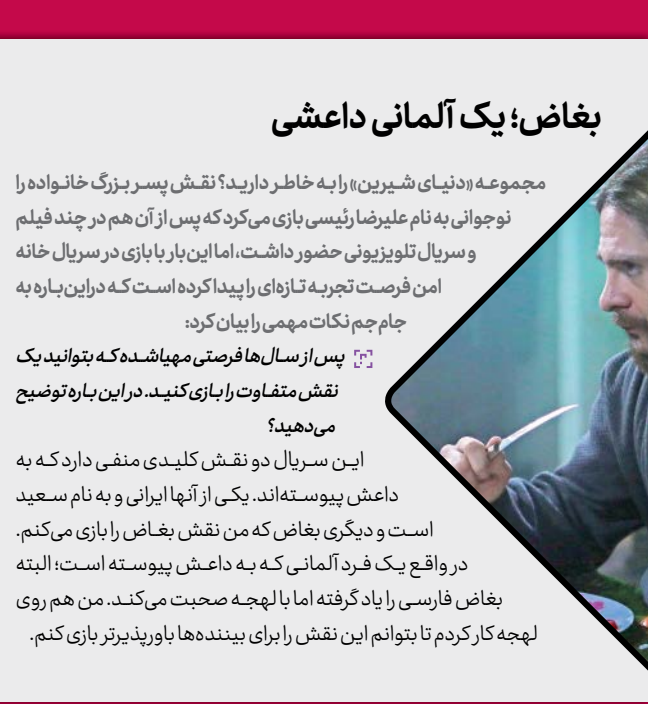 بغاض؛ یک آلمانی داعشی
مجموعه «دنیای شیرین» را به خاطر دارید؟ نقش پسر بزرگ خانواده را
نوجوانی به نام علیرضا رئیسی بازی می‌کرد که پس از آن هم در چند فیلم
و سریال تلویزیونی حضور داشت، اما این‌بار با بازی در سریال خانه
امن فرصت تجربه تازه‌ای را پیدا کرده است که دراین‌باره به
جام‌جم نکات مهمی را بیان کرد:
پس از سال‌ها فرصتی مهیا شده که بتوانید یک
نقش متفاوت را بازی کنید. در این باره توضیح
می‌دهید؟
این سریال دو نقش کلیدی منفی دارد که به
داعش پیوسته‌اند. یکی از آنها ایرانی و به نام سعید
است و دیگری بغاض که من نقش بغاض را بازی می‌کنم.
در واقع یک فرد آلمانی که به داعش پیوسته است؛ البته
بغاض فارسی را یاد گرفته اما با لهجه صحبت می‌کند. من هم روی
لهجه کار کردم تا بتوانم این نقش را برای بیننده‌ها باورپذیرتر بازی کنم.